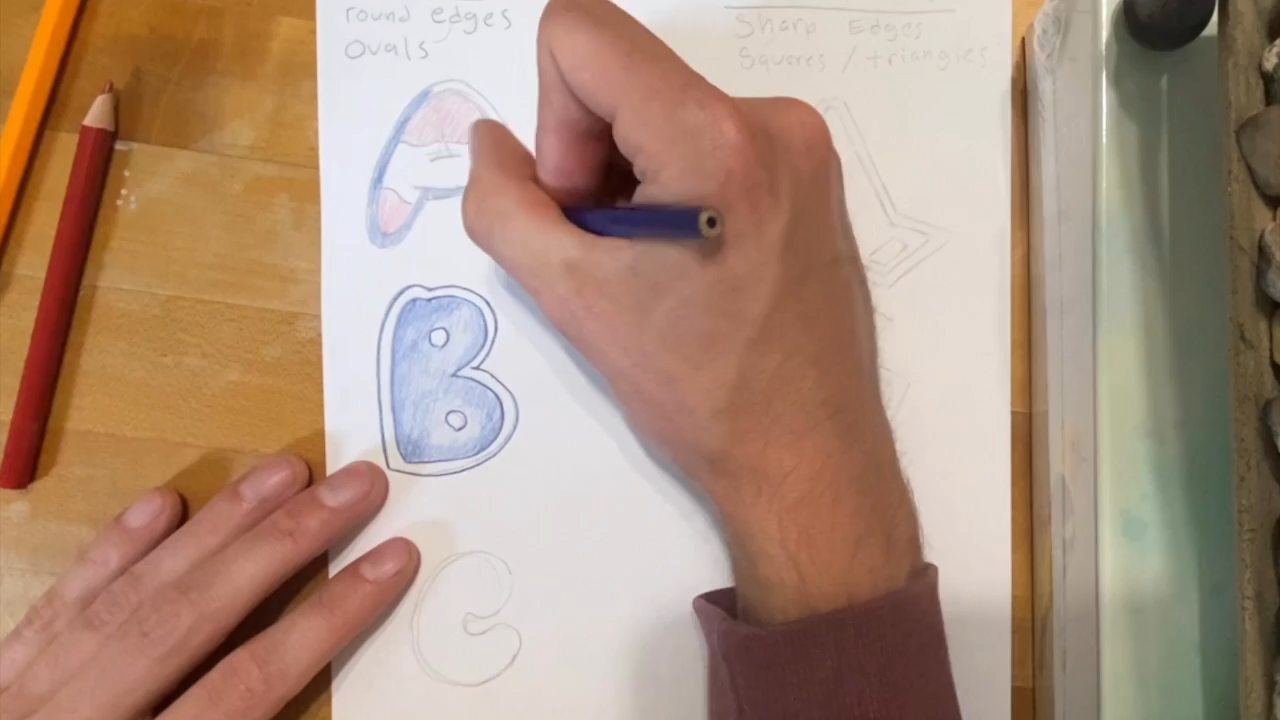 round edges
ovals
Sharp Edges
Squares / triangles
A
B
C